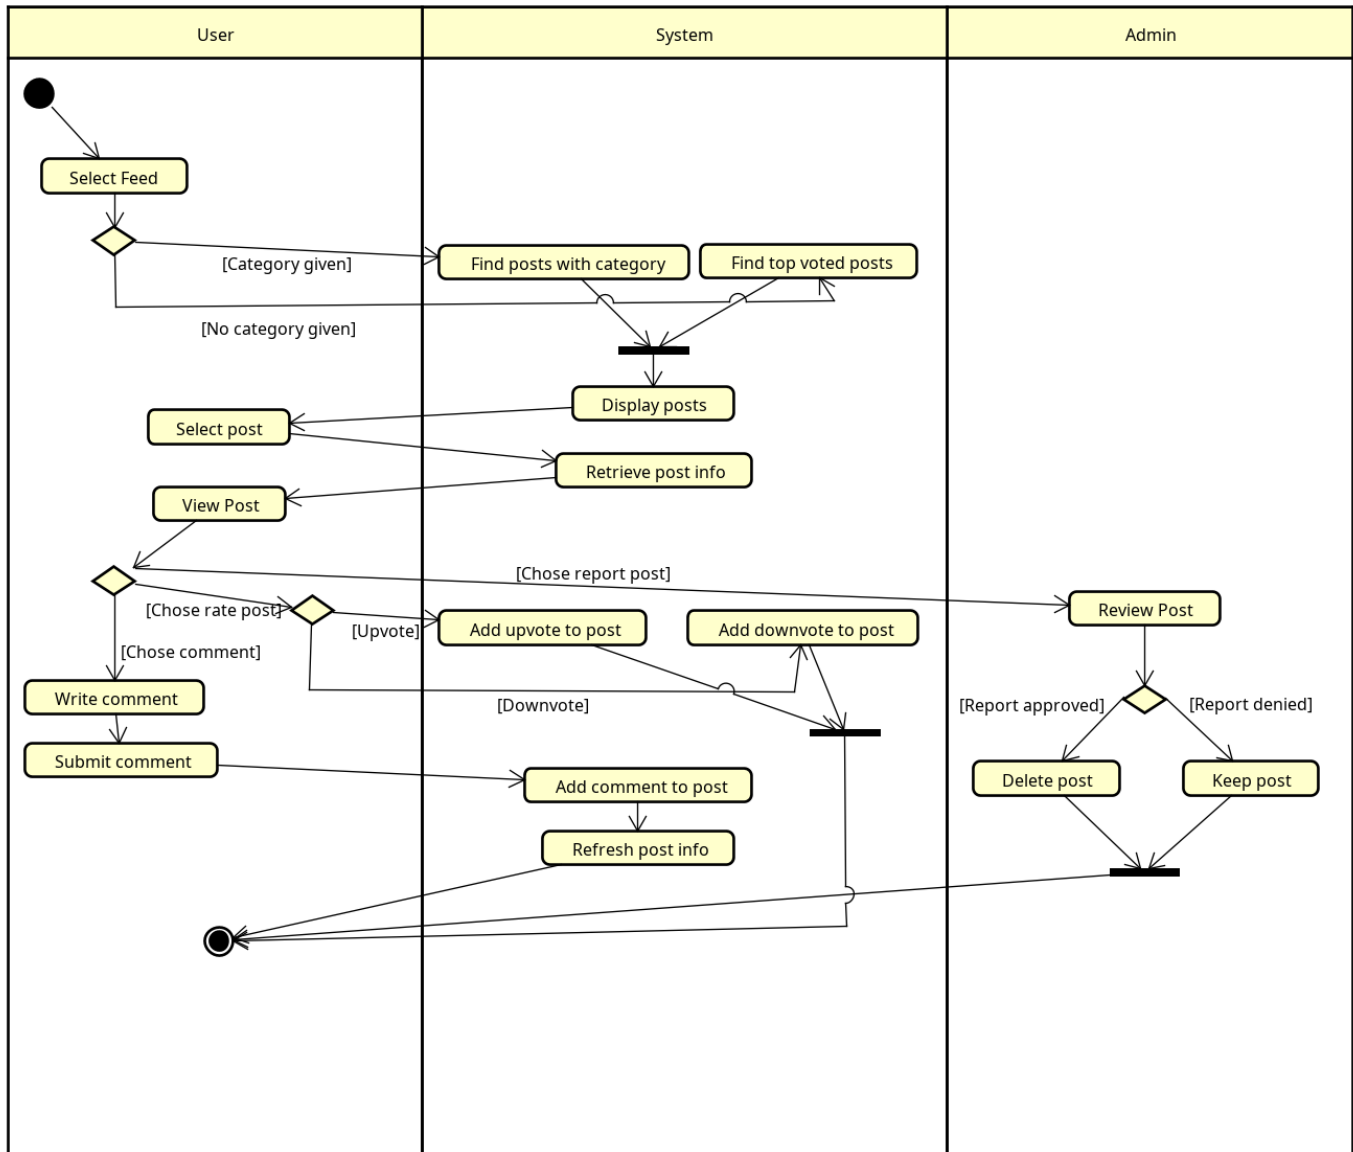 User
System
Admin
Select Feed
[Category given]
Find posts with category
Find top voted posts
[No category given]
Display posts
Select post
Retrieve post info
View Post
[Chose report post]
[Chose rate post]
[Upvote]
Add upvote to post
Add downvote to post
Review Post
[Chose comment]
[Downvote]
[Report approved]
[Report denied]
Write comment
Submit comment
Add comment to post
Delete post
Keep post
Refresh post info